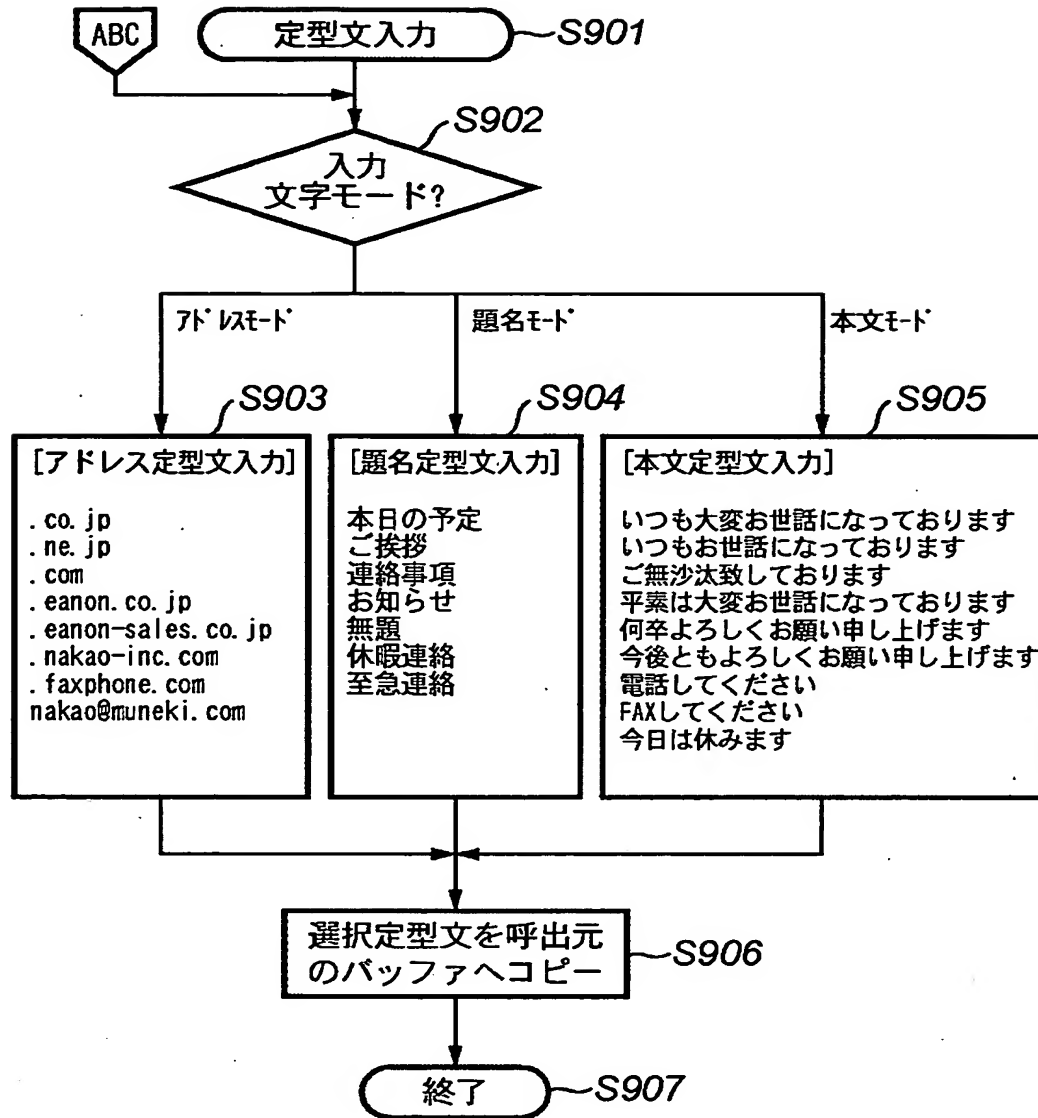 ABC
定型文入力
S901
S902
入力
文字モード?
ｱﾄﾞﾚｽﾓｰﾄﾞ
題名ﾓｰﾄﾞ
本文ﾓｰﾄﾞ
S903
S904
S905
[アドレス定型文入力]
.co.jp
.ne.jp
.com
.eanon.co.jp
.eanon-sales.co.jp
.nakao-inc.com
.faxphone.com
nakao@muneki.com
[題名定型文入力]
本日の予定
ご挨拶
連絡事項
お知らせ
無題
休暇連絡
至急連絡
[本文定型文入力]
いつも大変お世話になっております
いつもお世話になっております
ご無沙汰致しております
平素は大変お世話になっております
何卒よろしくお願い申し上げます
今後ともよろしくお願い申し上げます
電話してください
FAXしてください
今日は休みます
選択定型文を呼出元
のバッファへコピー
S906
終了
S907